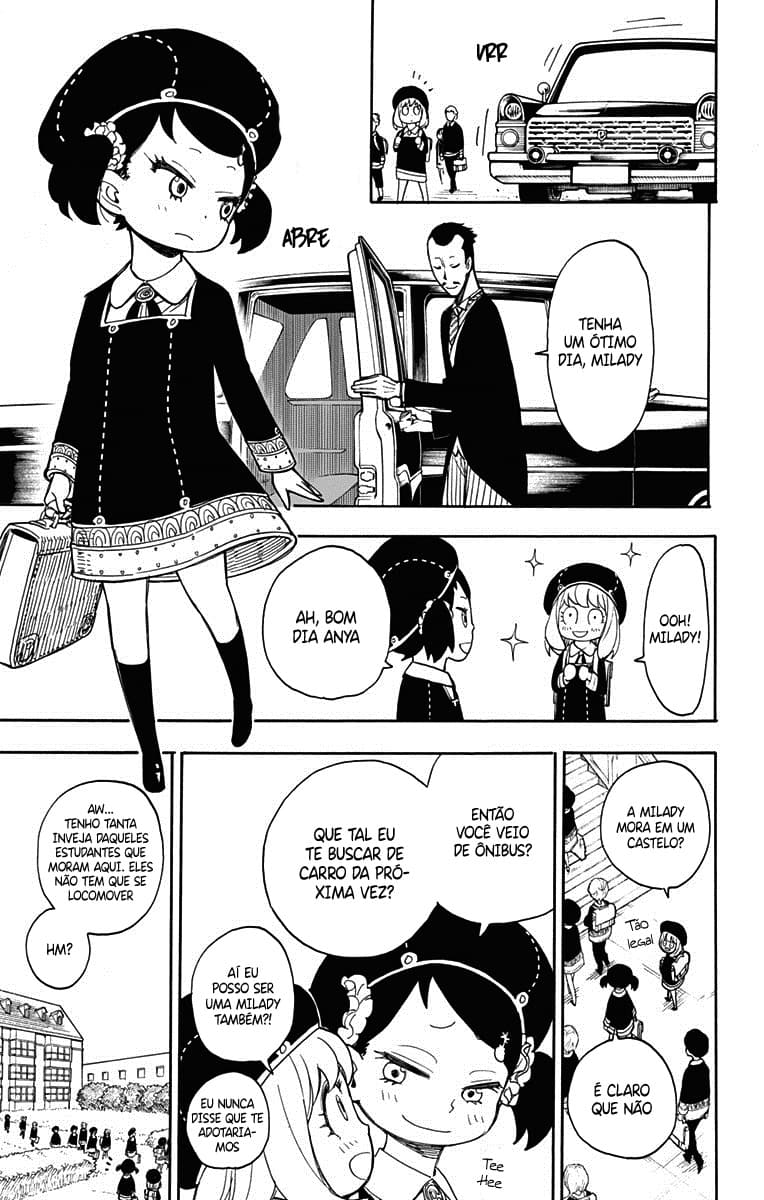 VRR
ABRE
TENHA
UM ÓTIMO
DIA, MILADY
OOH!
MILADY!
AH, BOM
DIA ANYA
A MILADY
MORA EM UM
CASTELO?
Tão
legal
É CLARO
QUE NÃO
ENTÃO
VOCÊ VEIO
DE ÔNIBUS?
QUE TAL EU
TE BUSCAR DE
CARRO DA PRÓ-
XIMA VEZ?
AÍ EU
POSSO SER
UMA MILADY
TAMBÉM?!
EU NUNCA
DISSE QUE TE
ADOTARIA-
MOS
Tee
Hee
AW...
TENHO TANTA
INVEJA DAQUELES
ESTUDANTES QUE
MORAM AQUI. ELES
NÃO TEM QUE SE
LOCOMOVER
HM?